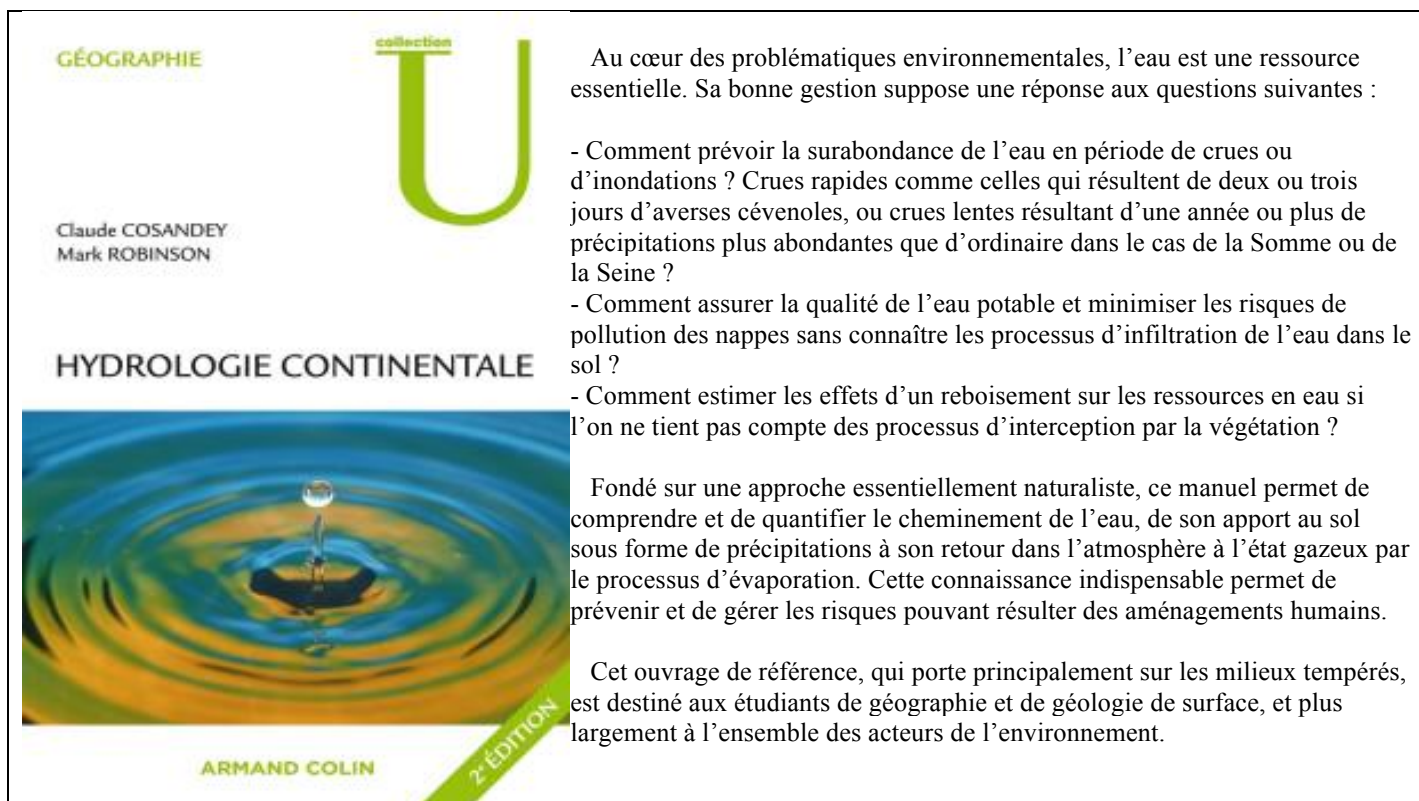 GÉOGRAPHIE
collection
U
Claude COSANDEY
Mark ROBINSON
HYDROLOGIE CONTINENTALE
ARMAND COLIN
2e ÉDITION
Au cœur des problématiques environnementales, l’eau est une ressource
essentielle. Sa bonne gestion suppose une réponse aux questions suivantes :
- Comment prévoir la surabondance de l’eau en période de crues ou
d’inondations ? Crues rapides comme celles qui résultent de deux ou trois
jours d’averses cévenoles, ou crues lentes résultant d’une année ou plus de
précipitations plus abondantes que d’ordinaire dans le cas de la Somme ou de
la Seine ?
- Comment assurer la qualité de l’eau potable et minimiser les risques de
pollution des nappes sans connaître les processus d’infiltration de l’eau dans le
sol ?
- Comment estimer les effets d’un reboisement sur les ressources en eau si
l’on ne tient pas compte des processus d’interception par la végétation ?
Fondé sur une approche essentiellement naturaliste, ce manuel permet de
comprendre et de quantifier le cheminement de l’eau, de son apport au sol
sous forme de précipitations à son retour dans l’atmosphère à l’état gazeux par
le processus d’évaporation. Cette connaissance indispensable permet de
prévenir et de gérer les risques pouvant résulter des aménagements humains.
Cet ouvrage de référence, qui porte principalement sur les milieux tempérés,
est destiné aux étudiants de géographie et de géologie de surface, et plus
largement à l’ensemble des acteurs de l’environnement.